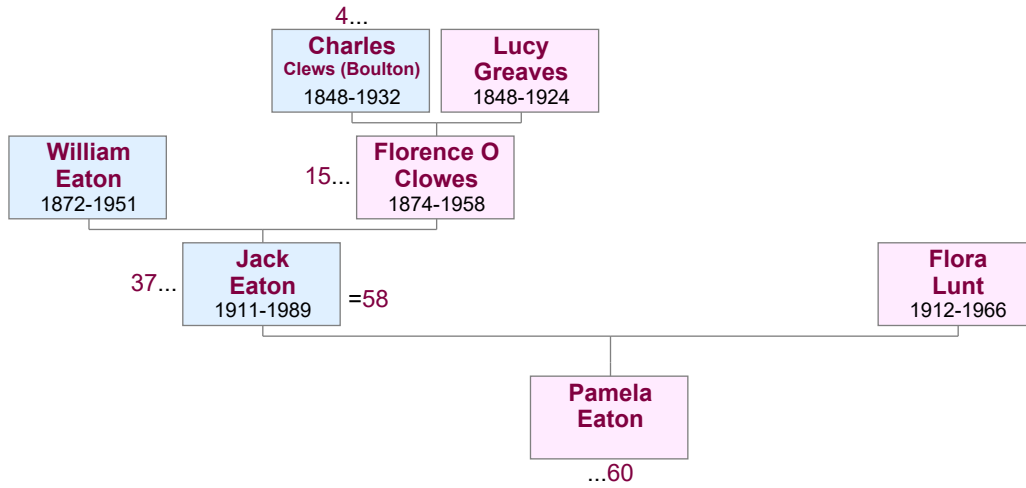 4...
Charles
Clews (Boulton)
1848-1932
Lucy
Greaves
1848-1924
William
Eaton
1872-1951
15...
Florence O
Clowes
1874-1958
37...
Jack
Eaton
1911-1989
=58
Flora
Lunt
1912-1966
Pamela
Eaton
...60